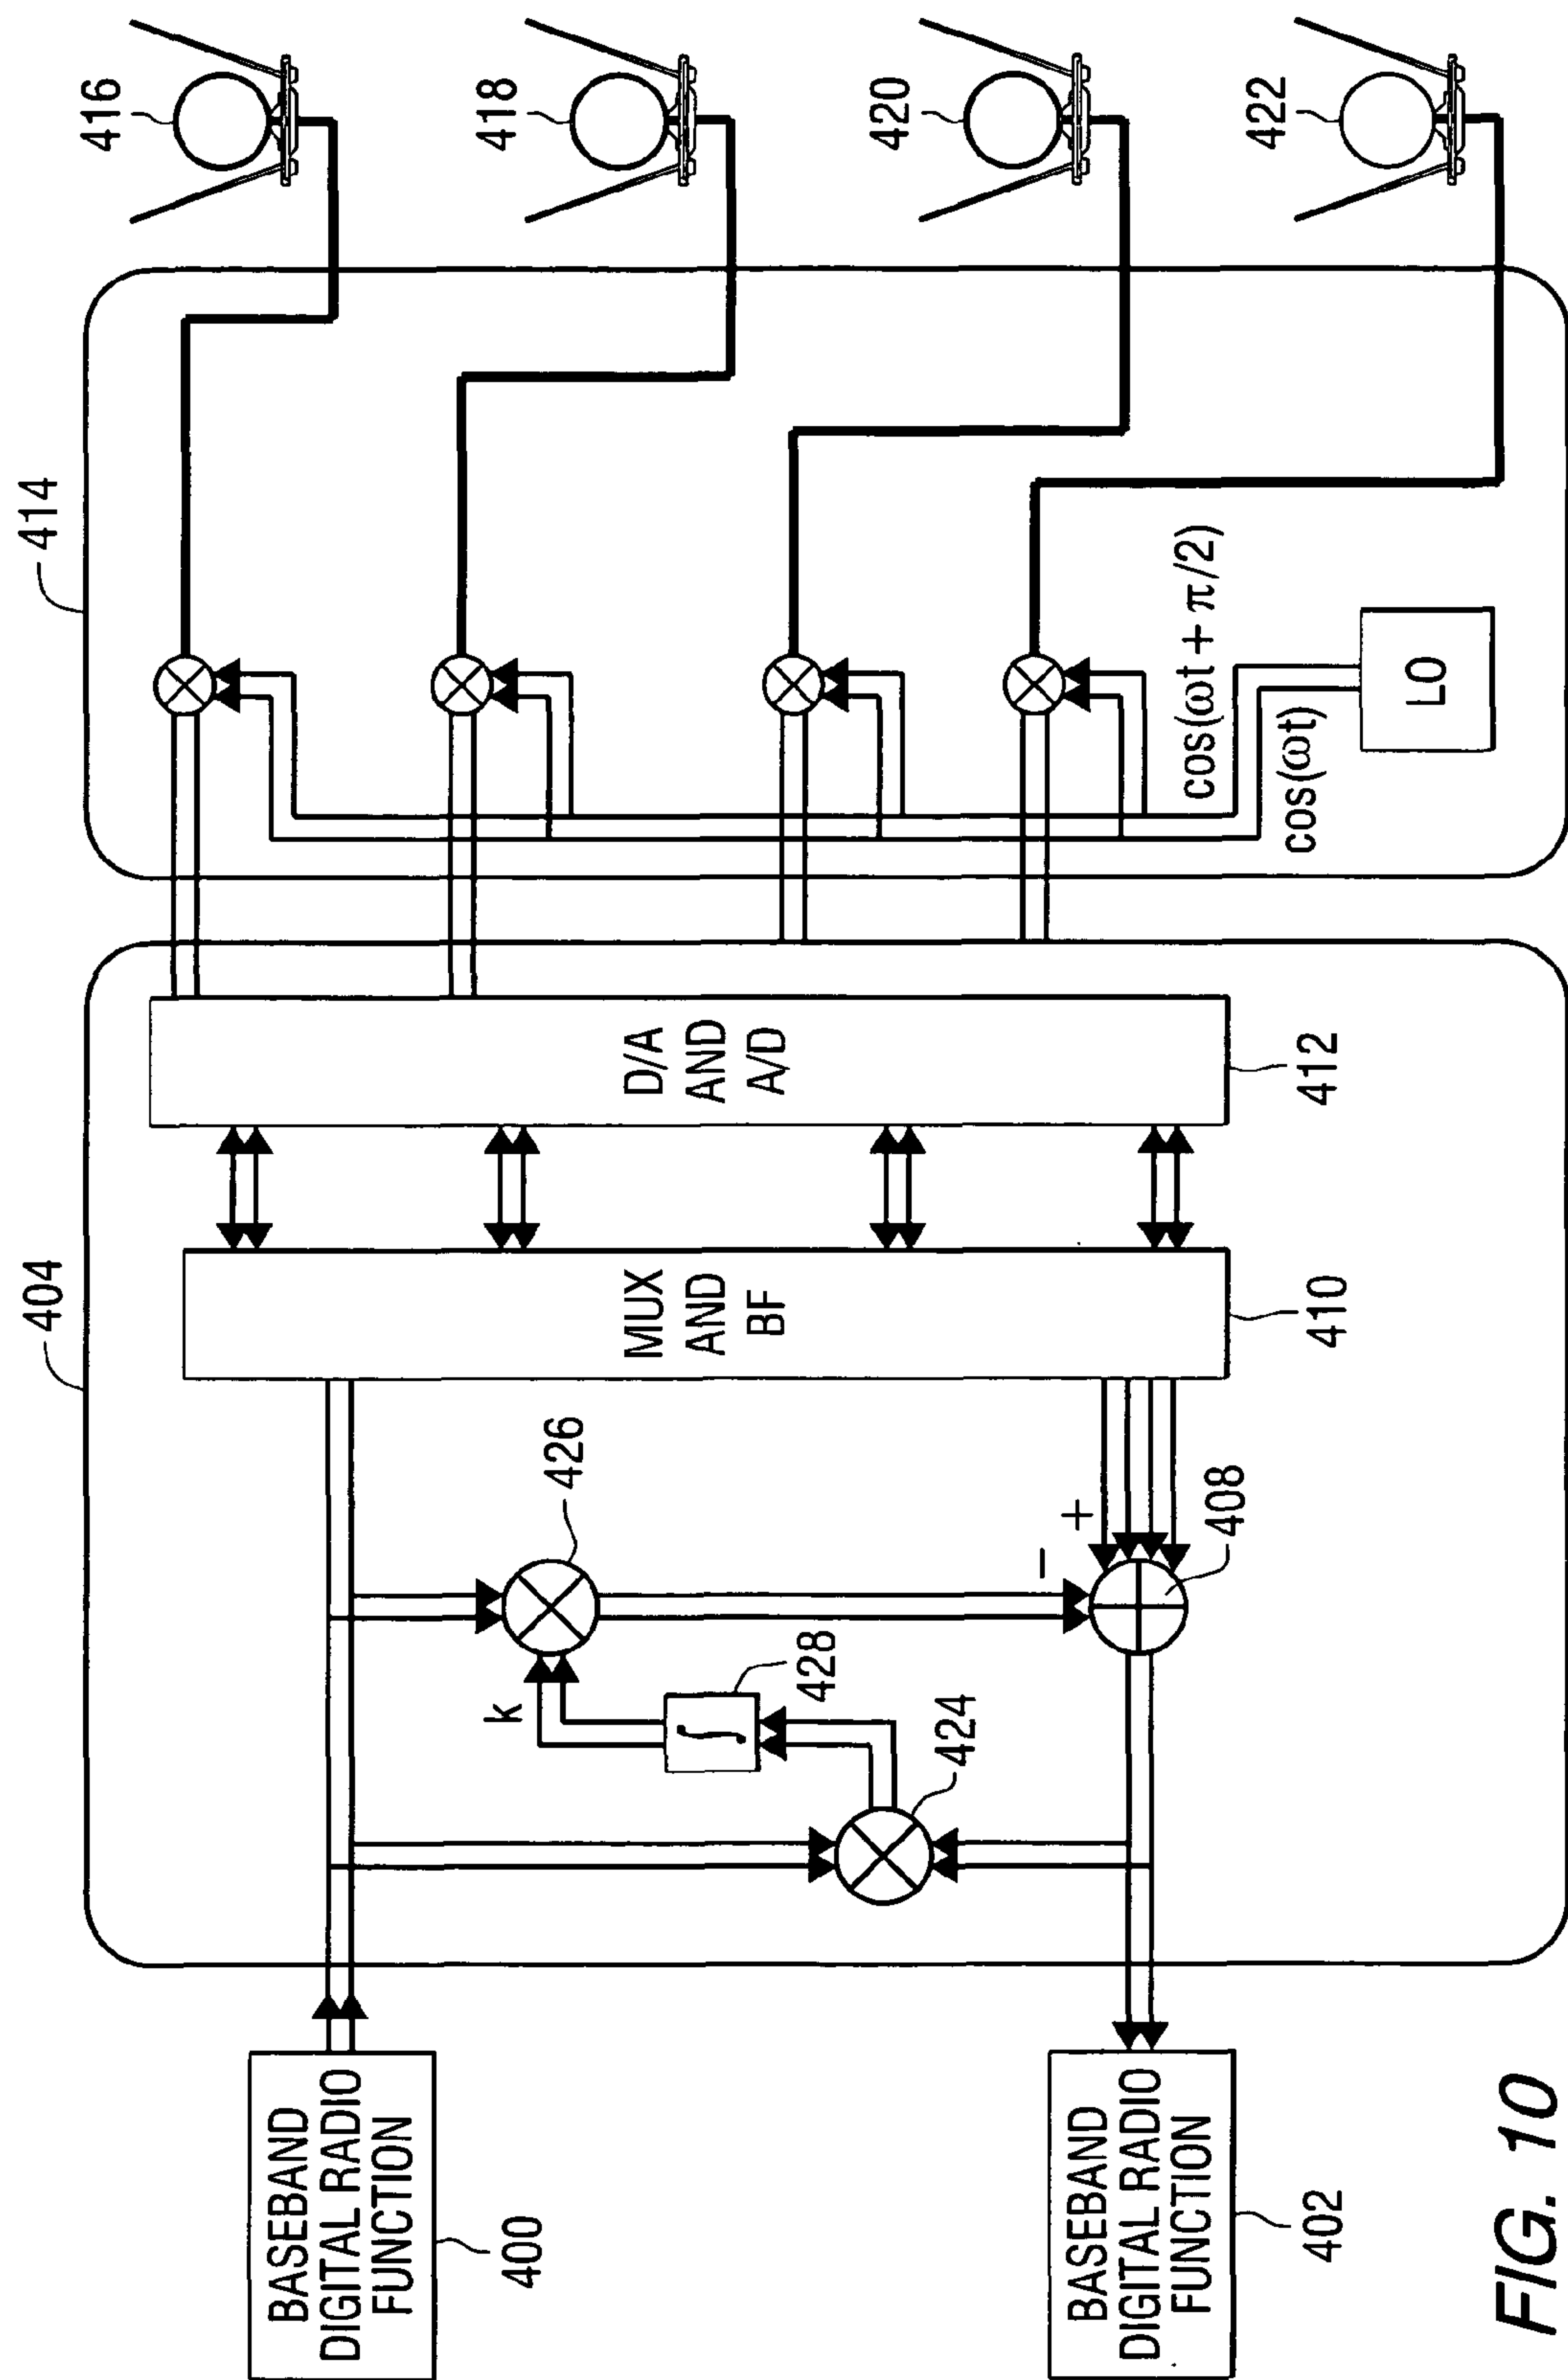 BASEBAND
DIGITAL RADIO
FUNCTION
400
BASEBAND
DIGITAL RADIO
FUNCTION
402
404
k
426
428
∫
424
−
+
408
MUX
AND
BF
410
D/A
AND
A/D
412
414
cos(ωt + π/2)
cos(ωt)
LO
416
418
420
422
FIG. 10